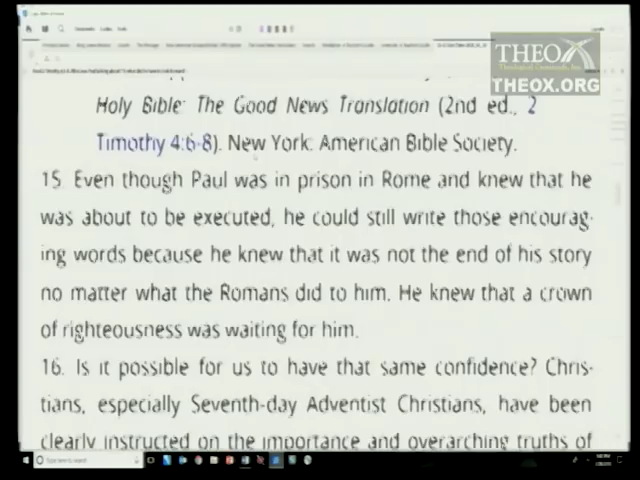 THEOX
THEOX.ORG
Holy Bible: The Good News Translation (2nd ed., 2
Timothy 4:6-8). New York: American Bible Society.
15. Even though Paul was in prison in Rome and knew that he
was about to be executed, he could still write those encourag-
ing words because he knew that it was not the end of his story
no matter what the Romans did to him. He knew that a crown
of righteousness was waiting for him.
16. Is it possible for us to have that same confidence? Chris-
tians, especially Seventh-day Adventist Christians, have been
clearly instructed on the importance and overarching truths of